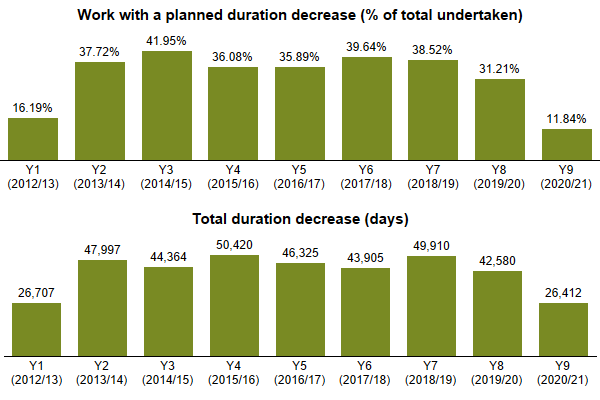 Work with a planned duration decrease (% of total undertaken)
16.19% 37.72% 41.95% 36.08% 35.89% 39.64% 38.52% 31.21% 11.84%
Y1 Y2 Y3 Y4 Y5 Y6 Y7 Y8 Y9
(2012/13) (2013/14) (2014/15) (2015/16) (2016/17) (2017/18) (2018/19) (2019/20) (2020/21)
Total duration decrease (days)
26,707 47,997 44,364 50,420 46,325 43,905 49,910 42,580 26,412
Y1 Y2 Y3 Y4 Y5 Y6 Y7 Y8 Y9
(2012/13) (2013/14) (2014/15) (2015/16) (2016/17) (2017/18) (2018/19) (2019/20) (2020/21)